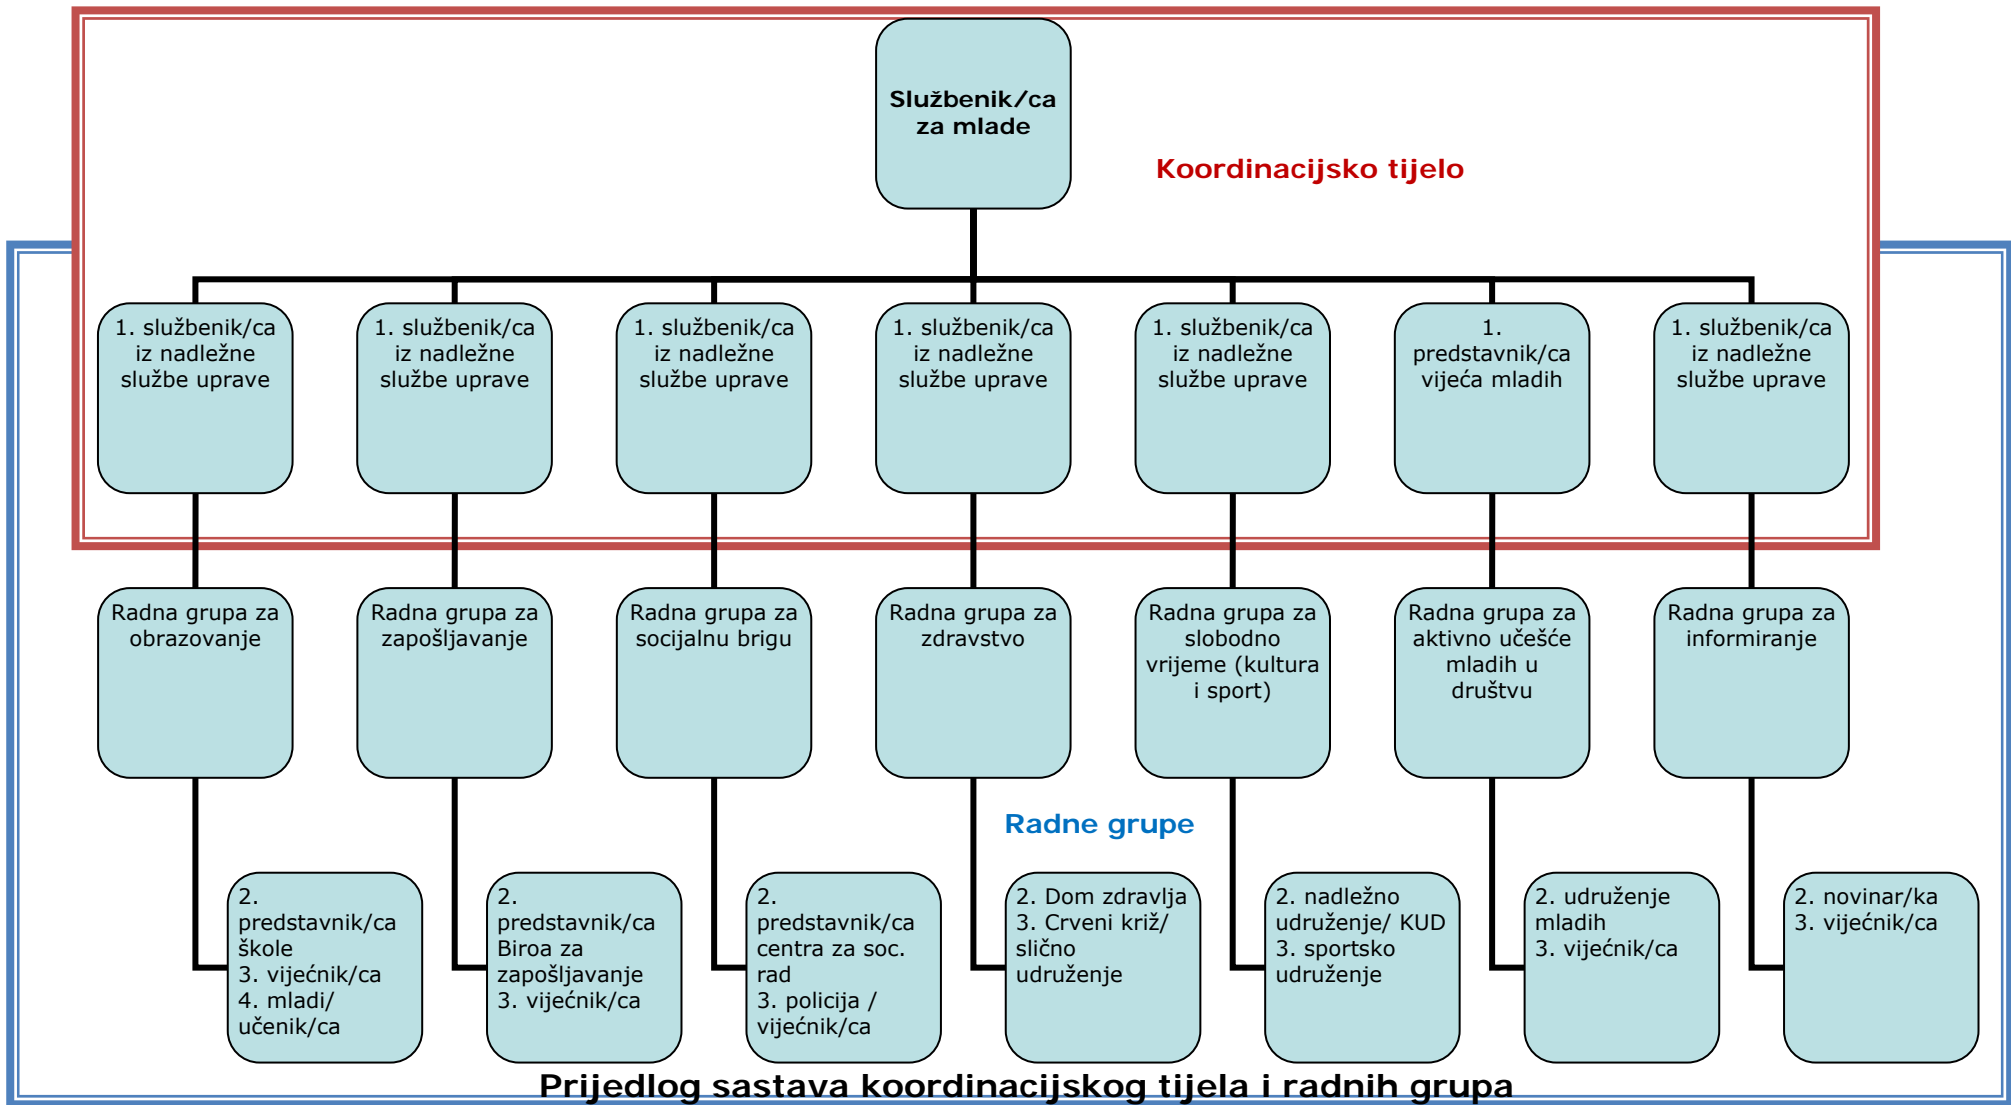 Službenik/ca
za mlade
Koordinacijsko tijelo
1. službenik/ca
iz nadležne
službe uprave
1. službenik/ca
iz nadležne
službe uprave
1. službenik/ca
iz nadležne
službe uprave
1. službenik/ca
iz nadležne
službe uprave
1. službenik/ca
iz nadležne
službe uprave
1.
predstavnik/ca
vijeća mladih
1. službenik/ca
iz nadležne
službe uprave
Radna grupa za
obrazovanje
Radna grupa za
zapošljavanje
Radna grupa za
socijalnu brigu
Radna grupa za
zdravstvo
Radna grupa za
slobodno
vrijeme (kultura
i sport)
Radna grupa za
aktivno učešće
mladih u
društvu
Radna grupa za
informiranje
Radne grupe
2.
predstavnik/ca
škole
3. vijećnik/ca
4. mladi/
učenik/ca
2.
predstavnik/ca
Biroa za
zapošljavanje
3. vijećnik/ca
2.
predstavnik/ca
centra za soc.
rad
3. policija /
vijećnik/ca
2. Dom zdravlja
3. Crveni križ/
slično
udruženje
2. nadležno
udruženje/ KUD
3. sportsko
udruženje
2. udruženje
mladih
3. vijećnik/ca
2. novinar/ka
3. vijećnik/ca
Prijedlog sastava koordinacijskog tijela i radnih grupa